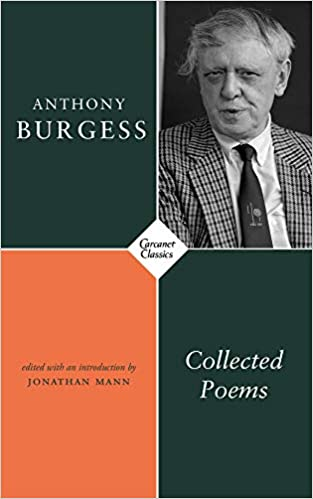 ANTHONY
BURGESS
Carcanet
Classics
edited with an introduction by
JONATHAN MANN
Collected
Poems